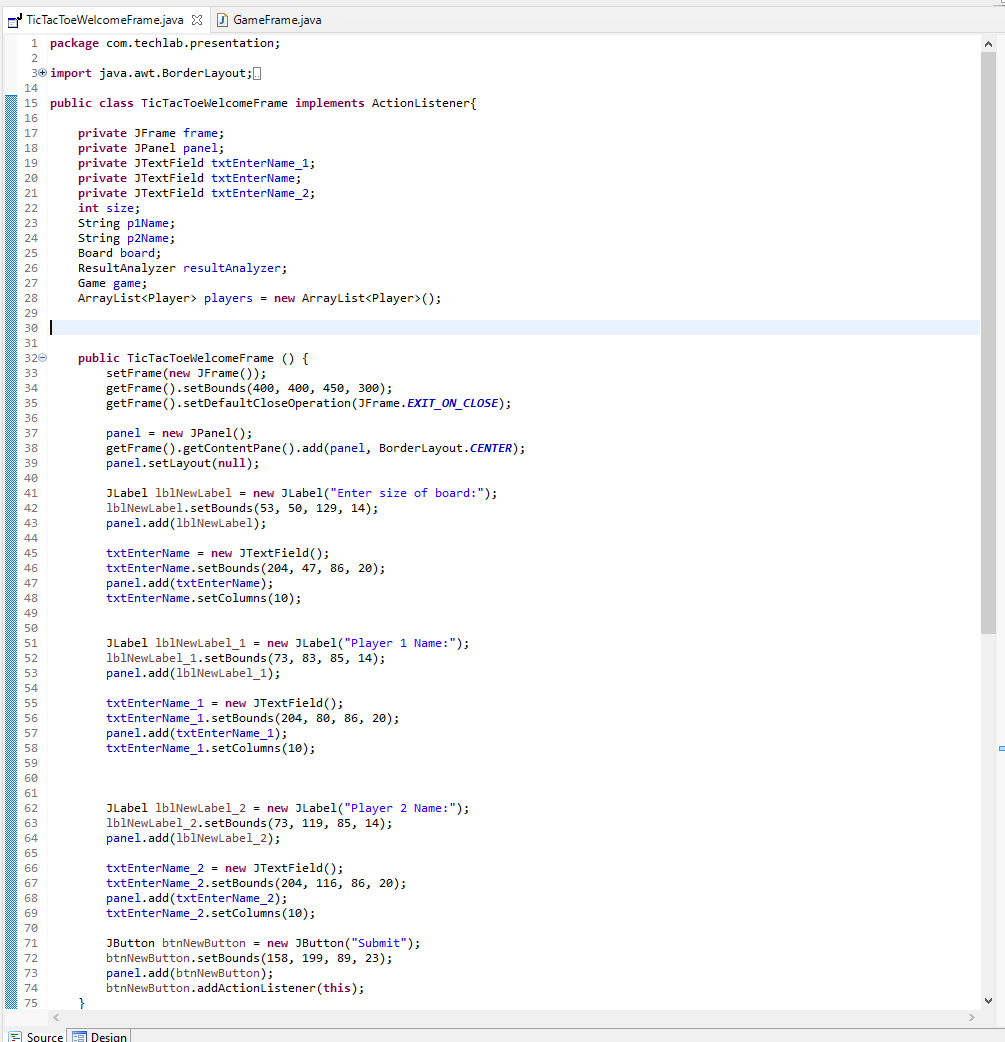 TicTacToeWelcomeFrame.java GameFrame.java
1 package com.techlab.presentation;
2
3 import java.awt.BorderLayout;
14
15 public class TicTacToeWelcomeFrame implements ActionListener{
16
17 private JFrame frame;
18 private JPanel panel;
19 private JTextField txtEnterName_1;
20 private JTextField txtEnterName;
21 private JTextField txtEnterName_2;
22 int size;
23 String p1Name;
24 String p2Name;
25 Board board;
26 ResultAnalyzer resultAnalyzer;
27 Game game;
28 ArrayList<Player> players = new ArrayList<Player>();
29
30
31
32 public TicTacToeWelcomeFrame () {
33 setFrame(new JFrame());
34 getFrame().setBounds(400, 400, 450, 300);
35 getFrame().setDefaultCloseOperation(JFrame.EXIT_ON_CLOSE);
36
37 panel = new JPanel();
38 getFrame().getContentPane().add(panel, BorderLayout.CENTER);
39 panel.setLayout(null);
40
41 JLabel lblNewLabel = new JLabel("Enter size of board:");
42 lblNewLabel.setBounds(53, 50, 129, 14);
43 panel.add(lblNewLabel);
44
45 txtEnterName = new JTextField();
46 txtEnterName.setBounds(204, 47, 86, 20);
47 panel.add(txtEnterName);
48 txtEnterName.setColumns(10);
49
50
51 JLabel lblNewLabel_1 = new JLabel("Player 1 Name:");
52 lblNewLabel_1.setBounds(73, 83, 85, 14);
53 panel.add(lblNewLabel_1);
54
55 txtEnterName_1 = new JTextField();
56 txtEnterName_1.setBounds(204, 80, 86, 20);
57 panel.add(txtEnterName_1);
58 txtEnterName_1.setColumns(10);
59
60
61
62 JLabel lblNewLabel_2 = new JLabel("Player 2 Name:");
63 lblNewLabel_2.setBounds(73, 119, 85, 14);
64 panel.add(lblNewLabel_2);
65
66 txtEnterName_2 = new JTextField();
67 txtEnterName_2.setBounds(204, 116, 86, 20);
68 panel.add(txtEnterName_2);
69 txtEnterName_2.setColumns(10);
70
71 JButton btnNewButton = new JButton("Submit");
72 btnNewButton.setBounds(158, 199, 89, 23);
73 panel.add(btnNewButton);
74 btnNewButton.addActionListener(this);
75 }
Source Design